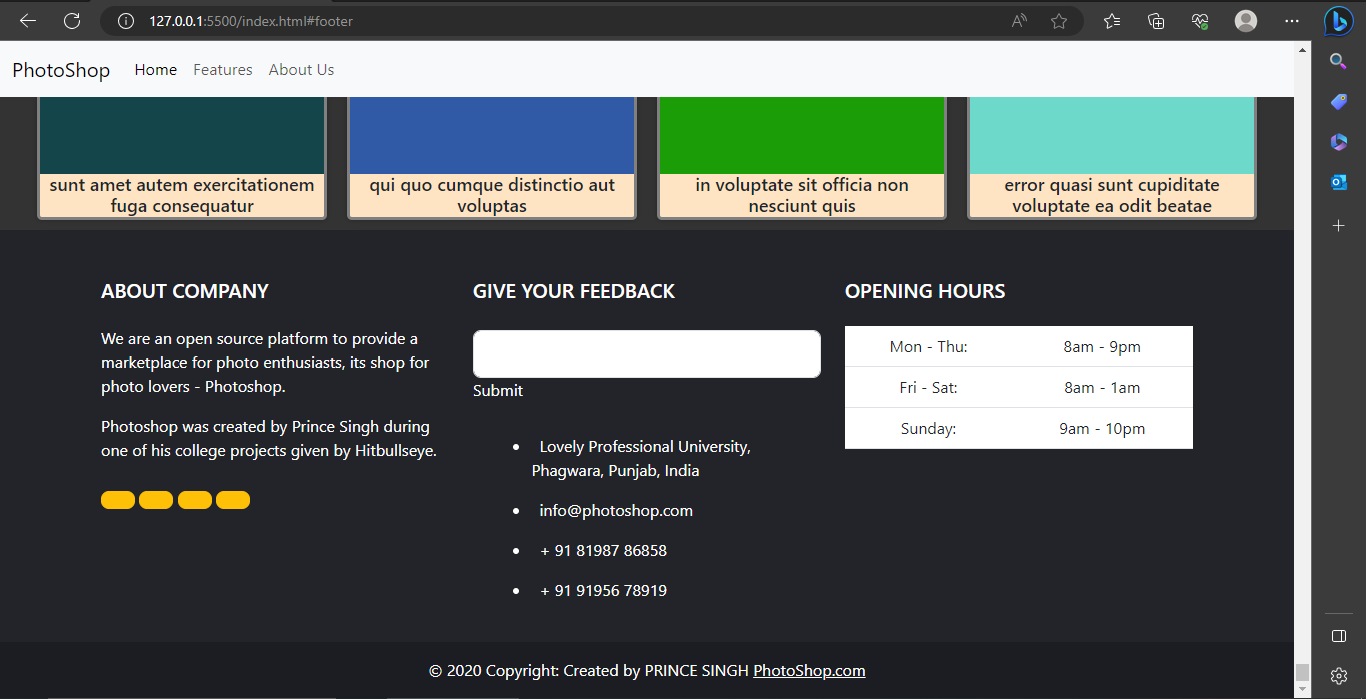 127.0.0.1:5500/index.html#footer
PhotoShop Home Features About Us
sunt amet autem exercitationem
fuga consequatur
qui quo cumque distinctio aut
voluptas
in voluptate sit officia non
nesciunt quis
error quasi sunt cupiditate
voluptate ea odit beatae
ABOUT COMPANY
We are an open source platform to provide a
marketplace for photo enthusiasts, its shop for
photo lovers - Photoshop.
Photoshop was created by Prince Singh during
one of his college projects given by Hitbullseye.
GIVE YOUR FEEDBACK
Submit
Lovely Professional University,
Phagwara, Punjab, India
info@photoshop.com
+ 91 81987 86858
+ 91 91956 78919
OPENING HOURS
Mon - Thu: 8am - 9pm
Fri - Sat: 8am - 1am
Sunday: 9am - 10pm
© 2020 Copyright: Created by PRINCE SINGH PhotoShop.com